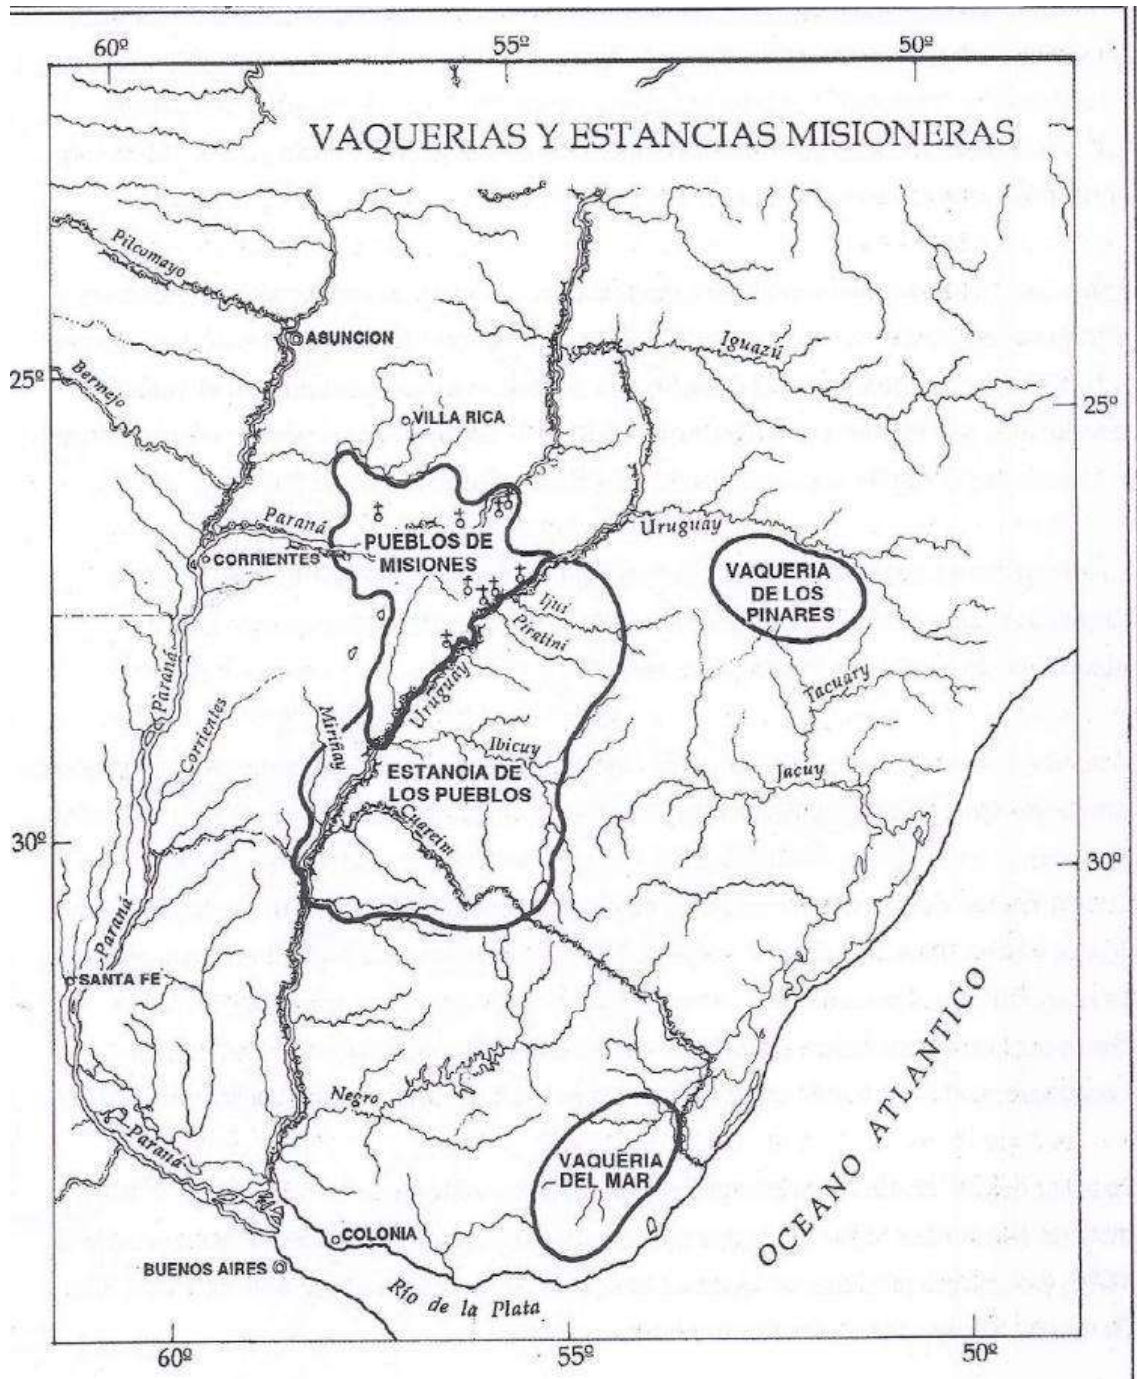 60º 55º 50º
VAQUERIAS Y ESTANCIAS MISIONERAS
Pilcomayo
ASUNCION
Iguazú
25º
Bermejo
25º
VILLA RICA
Paraná
Uruguay
PUEBLOS DE
MISIONES
CORRIENTES
VAQUERIA
DE LOS
PINARES
Ijuí
Piratiní
Paraná
Corrientes
Miriñay
Uruguay
Tacuary
Ibicuy
ESTANCIA DE
LOS PUEBLOS
Jacuy
Cuareim
30º
30º
Paraná
SANTA FE
OCEANO ATLANTICO
Negro
Paraná
VAQUERIA
DEL MAR
COLONIA
BUENOS AIRES
Río de la Plata
60º 55º 50º